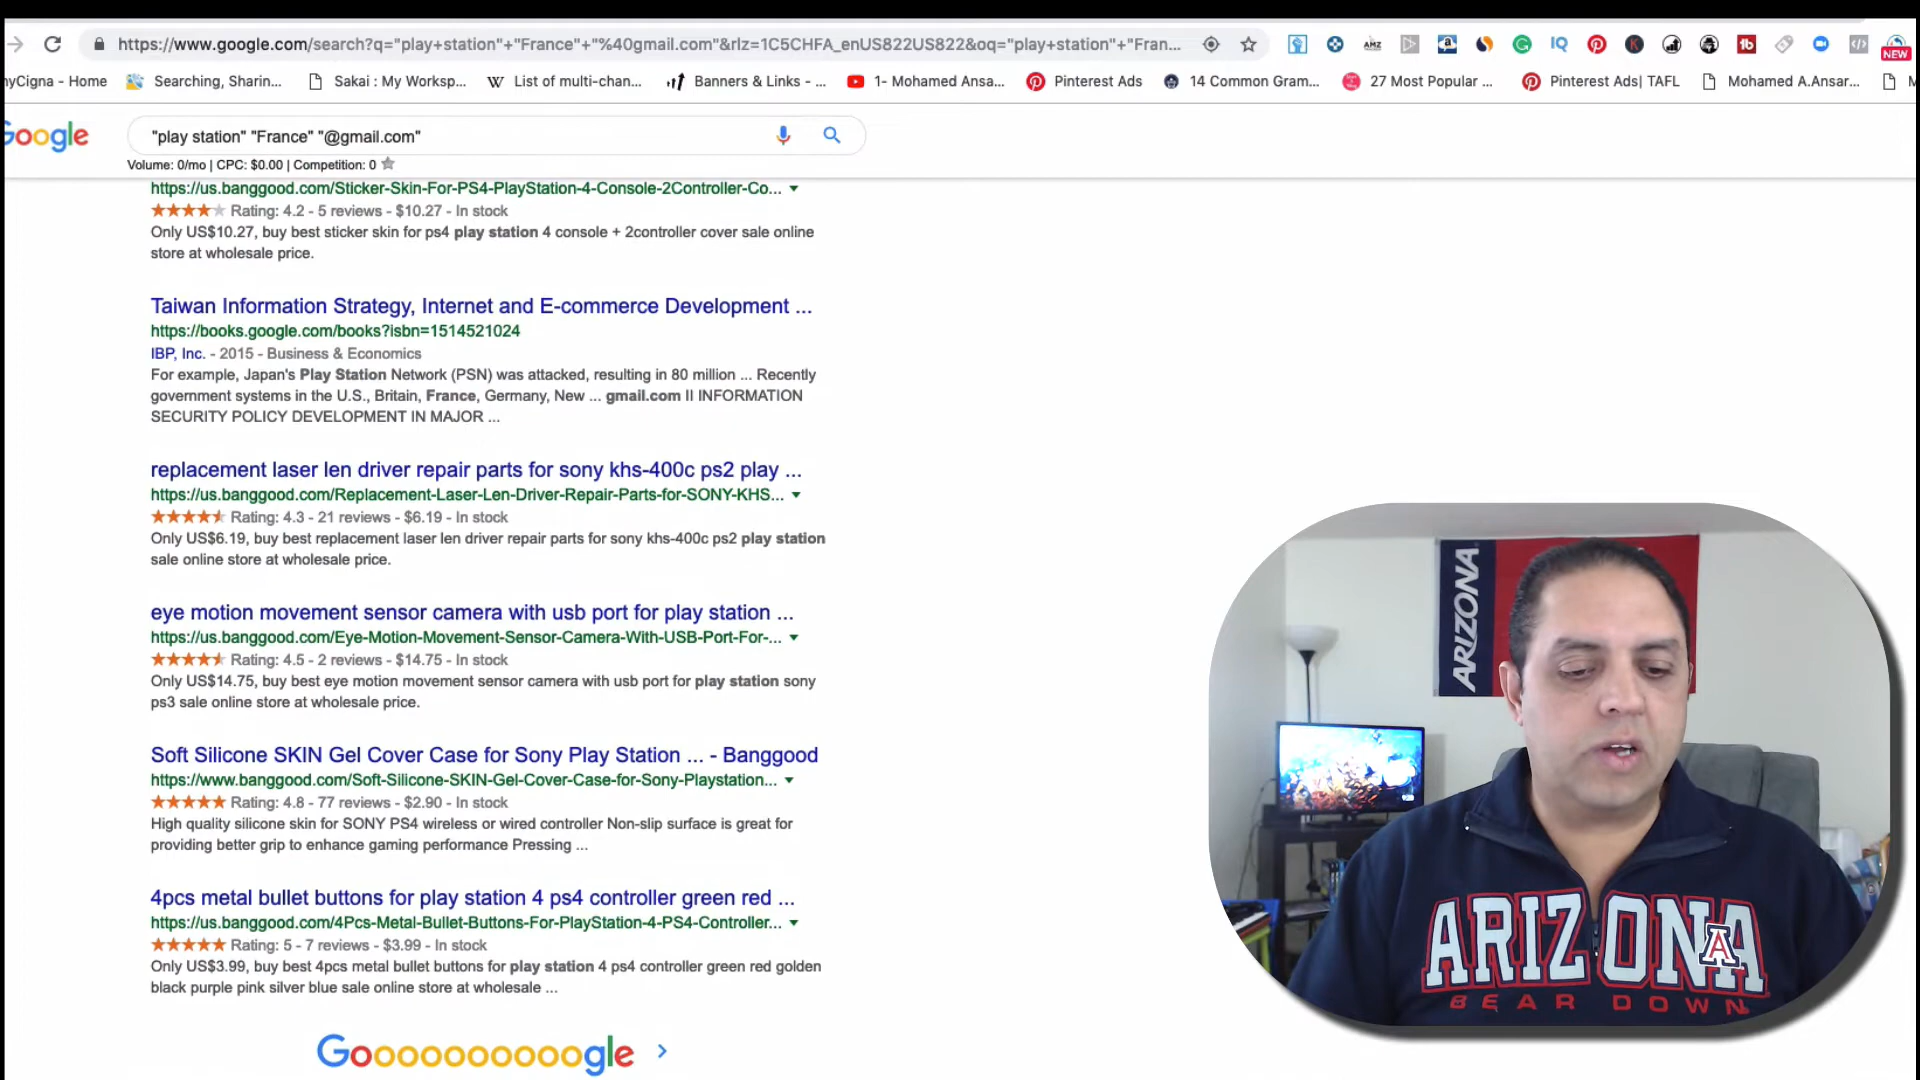 https://www.google.com/search?q="play+station"+"France"+"%40gmail.com"&rlz=1C5CHFA_enUS822US822&oq="play+station"+"Fran...
AMZ
IQ
NEW
nyCigna - Home
Searching, Sharin...
Sakai : My Worksp...
List of multi-chan...
Banners & Links - ...
1- Mohamed Ansa...
Pinterest Ads
14 Common Gram...
27 Most Popular ...
Pinterest Ads| TAFL
Mohamed A.Ansar...
Google
"play station" "France" "@gmail.com"
Volume: 0/mo | CPC: $0.00 | Competition: 0
https://us.banggood.com/Sticker-Skin-For-PS4-PlayStation-4-Console-2Controller-Co...
Rating: 4.2 - 5 reviews - $10.27 - In stock
Only US$10.27, buy best sticker skin for ps4 play station 4 console + 2controller cover sale online
store at wholesale price.
Taiwan Information Strategy, Internet and E-commerce Development ...
https://books.google.com/books?isbn=1514521024
IBP, Inc. - 2015 - Business & Economics
For example, Japan's Play Station Network (PSN) was attacked, resulting in 80 million ... Recently
government systems in the U.S., Britain, France, Germany, New ... gmail.com II INFORMATION
SECURITY POLICY DEVELOPMENT IN MAJOR ...
replacement laser len driver repair parts for sony khs-400c ps2 play ...
https://us.banggood.com/Replacement-Laser-Len-Driver-Repair-Parts-for-SONY-KHS...
Rating: 4.3 - 21 reviews - $6.19 - In stock
Only US$6.19, buy best replacement laser len driver repair parts for sony khs-400c ps2 play station
sale online store at wholesale price.
eye motion movement sensor camera with usb port for play station ...
https://us.banggood.com/Eye-Motion-Movement-Sensor-Camera-With-USB-Port-For-...
Rating: 4.5 - 2 reviews - $14.75 - In stock
Only US$14.75, buy best eye motion movement sensor camera with usb port for play station sony
ps3 sale online store at wholesale price.
Soft Silicone SKIN Gel Cover Case for Sony Play Station ... - Banggood
https://www.banggood.com/Soft-Silicone-SKIN-Gel-Cover-Case-for-Sony-Playstation...
Rating: 4.8 - 77 reviews - $2.90 - In stock
High quality silicone skin for SONY PS4 wireless or wired controller Non-slip surface is great for
providing better grip to enhance gaming performance Pressing ...
4pcs metal bullet buttons for play station 4 ps4 controller green red ...
https://us.banggood.com/4Pcs-Metal-Bullet-Buttons-For-PlayStation-4-PS4-Controller...
Rating: 5 - 7 reviews - $3.99 - In stock
Only US$3.99, buy best 4pcs metal bullet buttons for play station 4 ps4 controller green red golden
black purple pink silver blue sale online store at wholesale ...
Goooooooooogle
ARIZONA
ARIZONA
A
BEAR DOWN